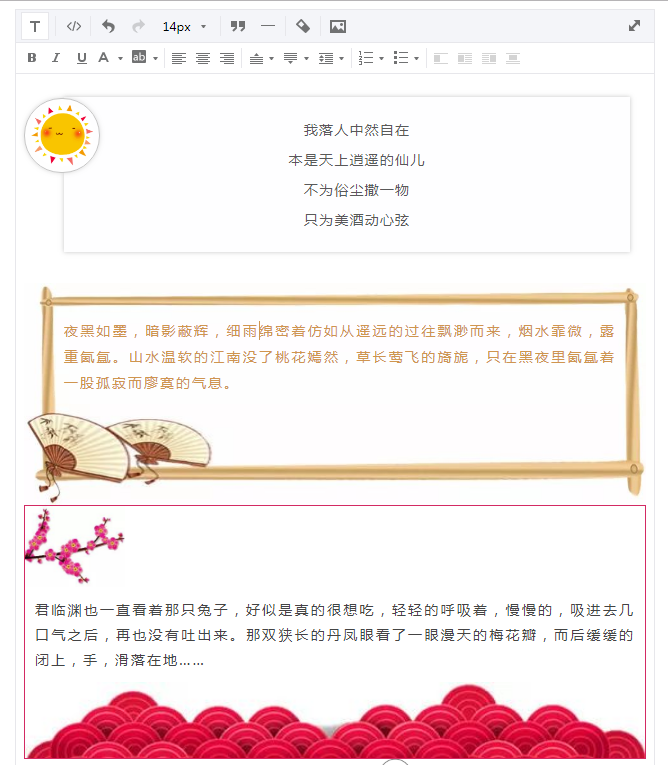 T
14px
B I U A ab
我落人中然自在
本是天上逍遥的仙儿
不为俗尘撒一物
只为美酒动心弦
夜黑如墨，暗影蔽辉，细雨绵密着仿如从遥远的过往飘渺而来，烟水霏微，露
重氤氲。山水温软的江南没了桃花嫣然，草长莺飞的旖旎，只在黑夜里氤氲着
一股孤寂而廖寞的气息。
君临渊也一直看着那只兔子，好似是真的很想吃，轻轻的呼吸着，慢慢的，吸进去几
口气之后，再也没有吐出来。那双狭长的丹凤眼看了一眼漫天的梅花瓣，而后缓缓的
闭上，手，滑落在地……